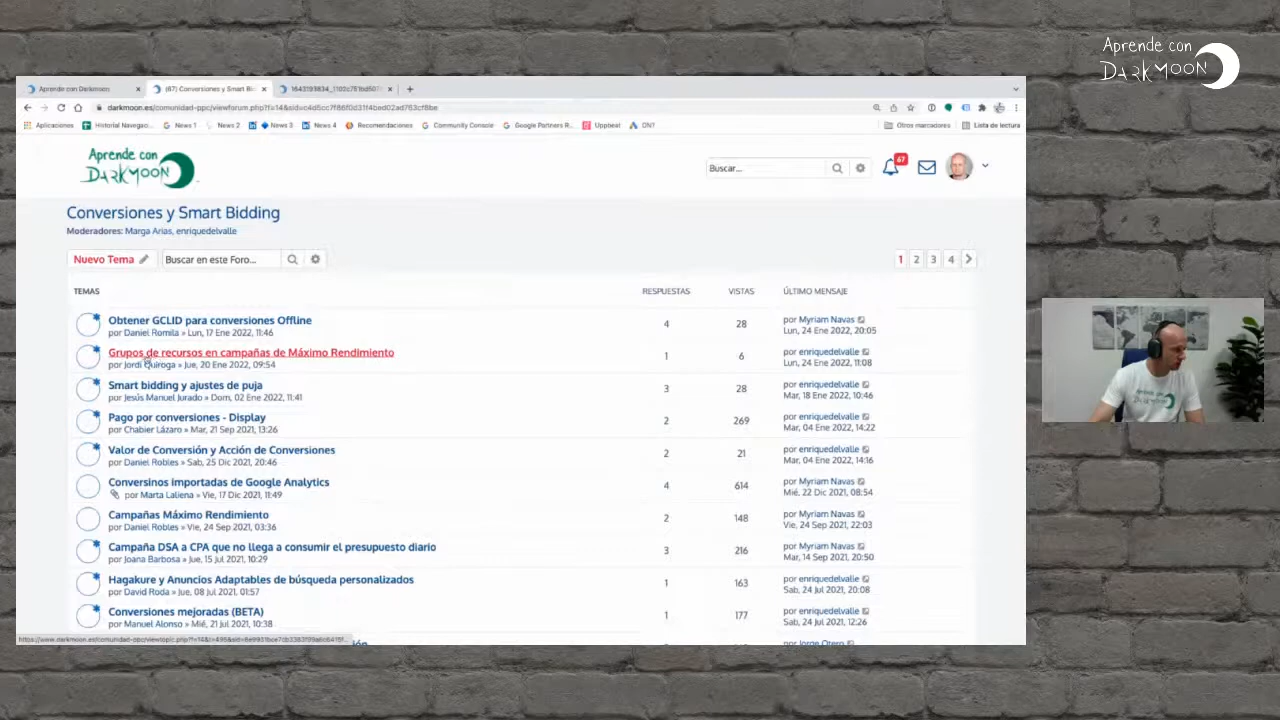 Aprende con
DARKMOON
Aprende con Darkmoon
(67) Conversiones y Smart Bi
darkmoon.es/comunidad-ppc/viewforum.php?f=14&sid=c4d5cc7f86f0d31f4bed02ad763cf8be
Aplicaciones
Historial Navegac...
News 1
News 2
News 3
News 4
Recomendaciones
Community Console
Google Partners R...
Upbeat
DN7
Otros marcadores
Lista de lectura
Aprende con
DARKMOON
Buscar...
67
Conversiones y Smart Bidding
Moderadores: Marga Arias, enriquedelvalle
Nuevo Tema
Buscar en este Foro...
1 2 3 4
TEMAS RESPUESTAS VISTAS ÚLTIMO MENSAJE
Obtener GCLID para conversiones Offline 4 28 por Myriam Navas
por Daniel Romila » Lun, 17 Ene 2022, 11:46 Lun, 24 Ene 2022, 20:05
Grupos de recursos en campañas de Máximo Rendimiento 1 6 por enriquedelvalle
por Jordi Quiroga » Jue, 20 Ene 2022, 09:54 Lun, 24 Ene 2022, 11:08
Smart bidding y ajustes de puja 3 28 por enriquedelvalle
por Jesús Manuel Jurado » Dom, 02 Ene 2022, 11:41 Mar, 18 Ene 2022, 10:46
Pago por conversiones - Display 2 269 por enriquedelvalle
por Chabier Lázaro » Mar, 21 Sep 2021, 13:26 Mar, 04 Ene 2022, 14:22
Valor de Conversión y Acción de Conversiones 2 21 por enriquedelvalle
por Daniel Robles » Sab, 25 Dic 2021, 20:46 Mar, 04 Ene 2022, 14:16
Conversinos importadas de Google Analytics 4 614 por Myriam Navas
por Marta Laliena » Vie, 17 Dic 2021, 11:49 Mié, 22 Dic 2021, 08:54
Campañas Máximo Rendimiento 2 148 por Myriam Navas
por Daniel Robles » Vie, 24 Sep 2021, 03:36 Vie, 24 Sep 2021, 22:03
Campaña DSA a CPA que no llega a consumir el presupuesto diario 3 216 por Myriam Navas
por Joana Barbosa » Jue, 15 Jul 2021, 10:29 Mar, 14 Sep 2021, 20:50
Hagakure y Anuncios Adaptables de búsqueda personalizados 1 163 por enriquedelvalle
por David Roda » Jue, 08 Jul 2021, 01:57 Sab, 24 Jul 2021, 20:08
Conversiones mejoradas (BETA) 1 177 por enriquedelvalle
por Manuel Alonso » Mié, 21 Jul 2021, 10:38 Sab, 24 Jul 2021, 12:26
por Jorge Otero